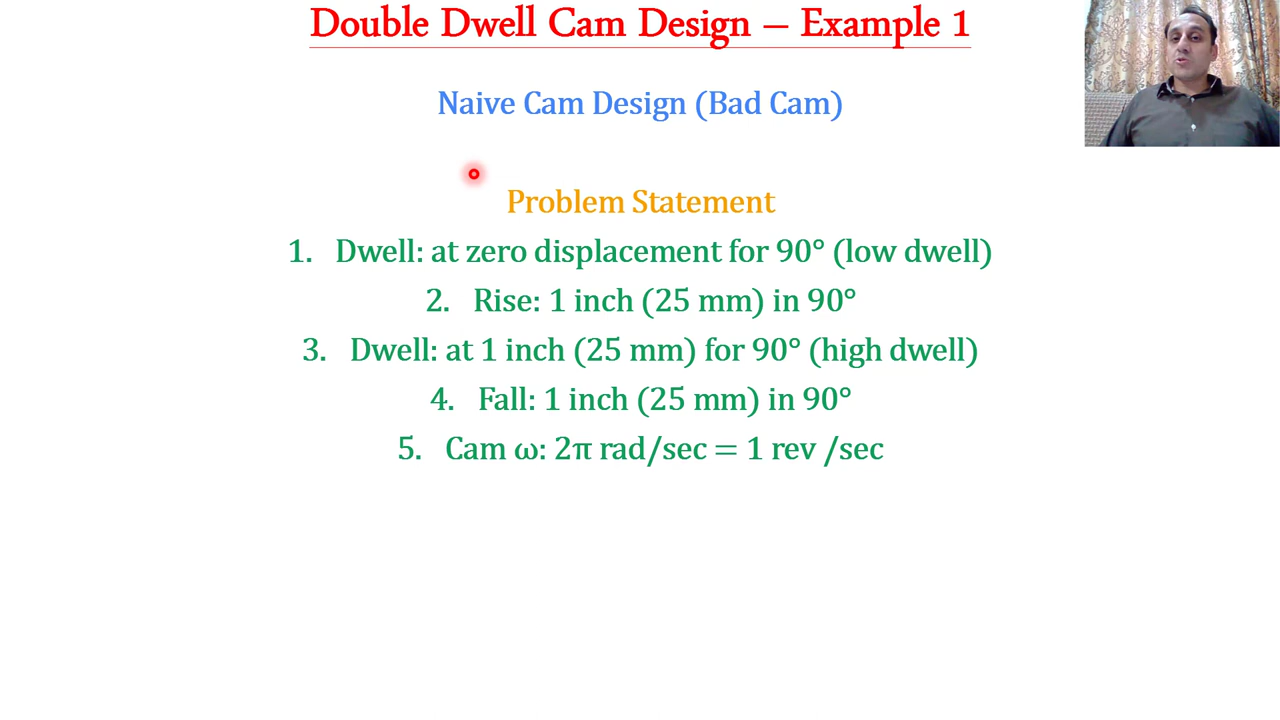 Double Dwell Cam Design – Example 1
Naive Cam Design (Bad Cam)
Problem Statement
1. Dwell: at zero displacement for 90° (low dwell)
2. Rise: 1 inch (25 mm) in 90°
3. Dwell: at 1 inch (25 mm) for 90° (high dwell)
4. Fall: 1 inch (25 mm) in 90°
5. Cam ω: 2π rad/sec = 1 rev /sec